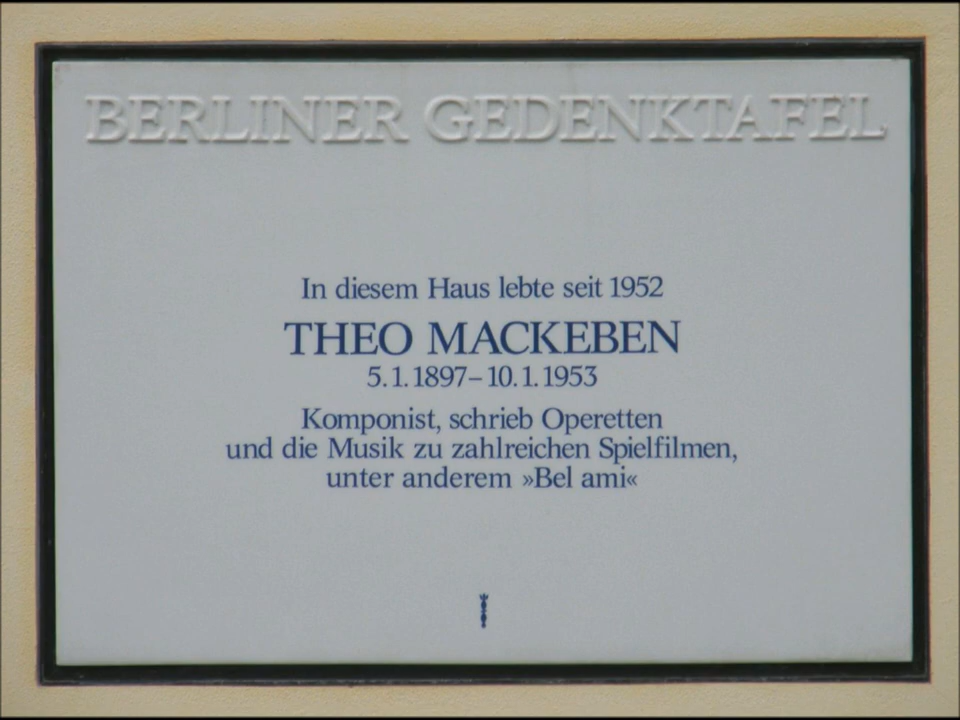 BERLINER GEDENKTAFEL
In diesem Haus lebte seit 1952
THEO MACKEBEN
5.1.1897–10.1.1953
Komponist, schrieb Operetten
und die Musik zu zahlreichen Spielfilmen,
unter anderem »Bel ami«